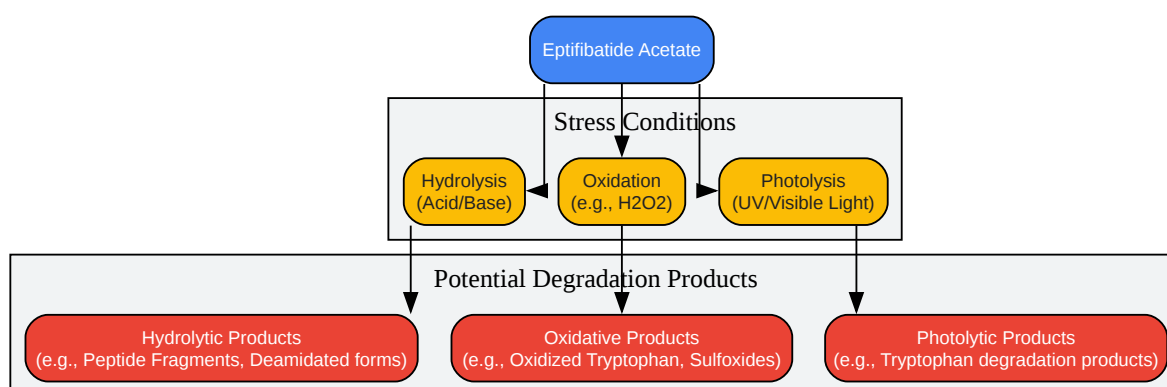 Eptifibatide Acetate
Stress Conditions
Hydrolysis
(Acid/Base)
Oxidation
(e.g., H2O2)
Photolysis
(UV/Visible Light)
Potential Degradation Products
Hydrolytic Products
(e.g., Peptide Fragments, Deamidated forms)
Oxidative Products
(e.g., Oxidized Tryptophan, Sulfoxides)
Photolytic Products
(e.g., Tryptophan degradation products)